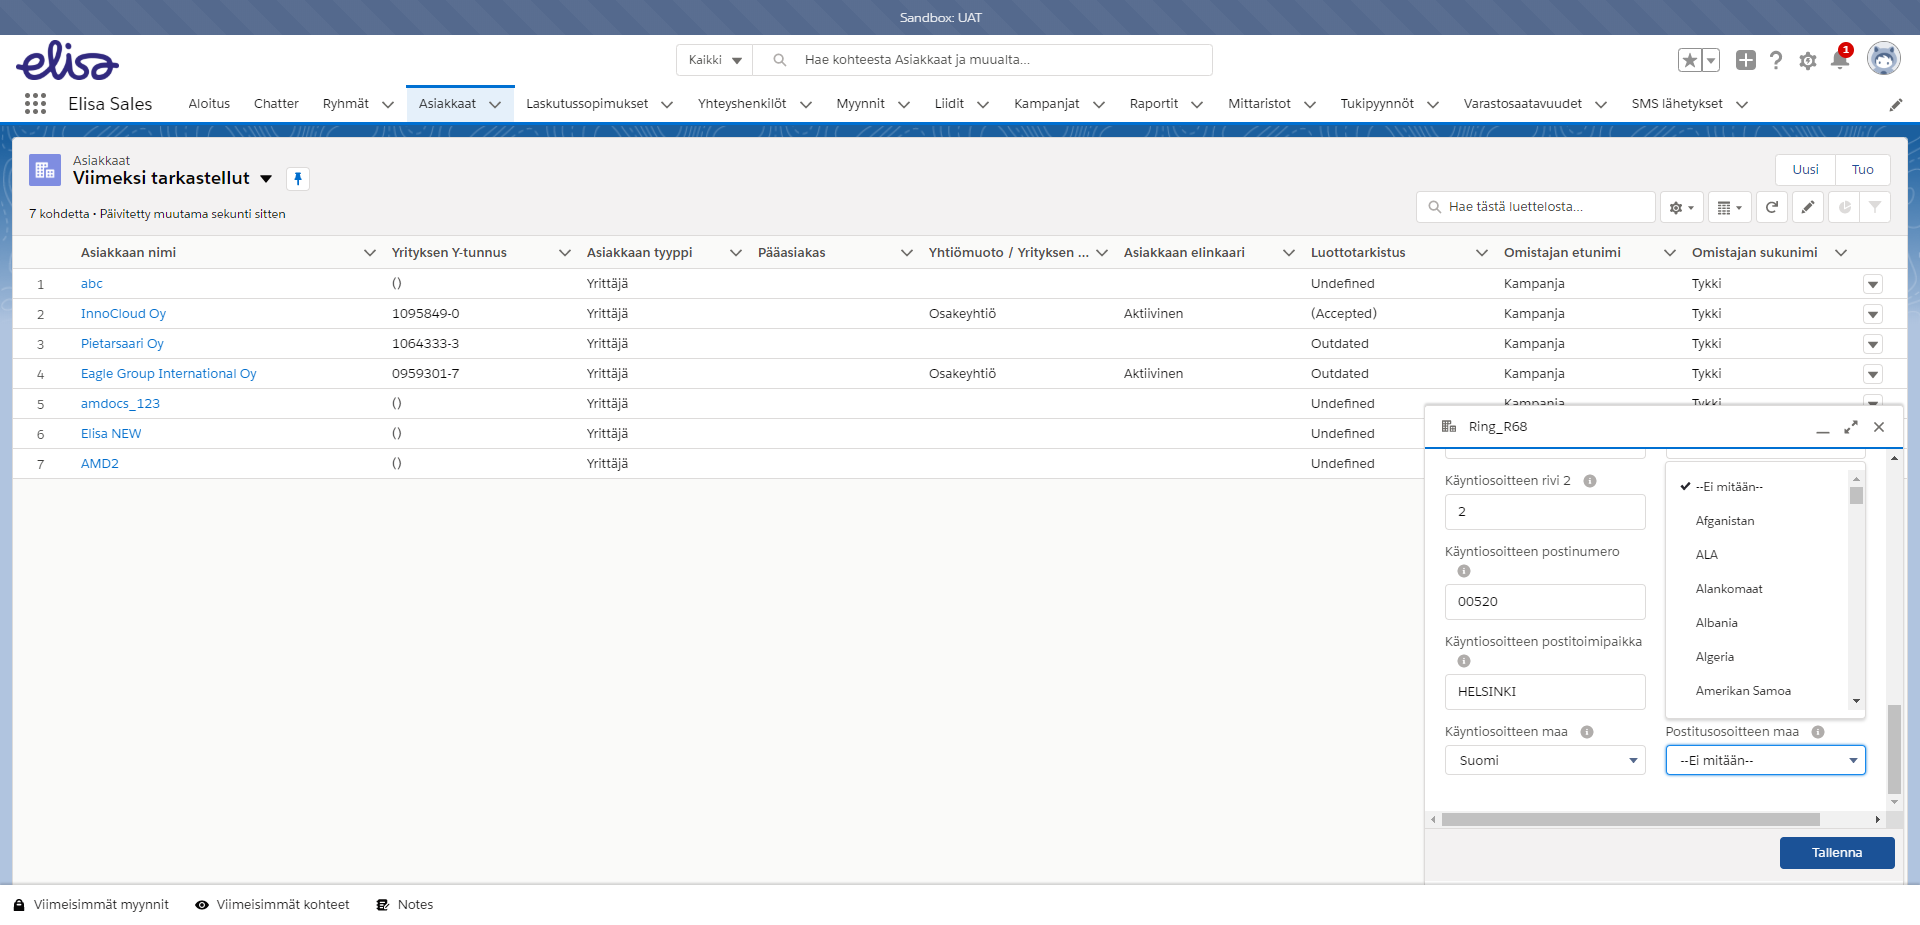 Sandbox: UAT
elisa
Kaikki
Hae kohteesta Asiakkaat ja muualta...
1
Elisa Sales
Aloitus
Chatter
Ryhmät
Asiakkaat
Laskutussopimukset
Yhteyshenkilöt
Myynnit
Liidit
Kampanjat
Raportit
Mittaristot
Tukipyynnöt
Varastosaatavuudet
SMS lähetykset
Asiakkaat
Viimeksi tarkastellut
Uusi
Tuo
7 kohdetta • Päivitetty muutama sekunti sitten
Hae tästä luettelosta...
Asiakkaan nimi Yrityksen Y-tunnus Asiakkaan tyyppi Pääasiakas Yhtiömuoto / Yrityksen ... Asiakkaan elinkaari Luottotarkistus Omistajan etunimi Omistajan sukunimi
1 abc () Yrittäjä Undefined Kampanja Tykki
2 InnoCloud Oy 1095849-0 Yrittäjä Osakeyhtiö Aktiivinen (Accepted) Kampanja Tykki
3 Pietarsaari Oy 1064333-3 Yrittäjä Outdated Kampanja Tykki
4 Eagle Group International Oy 0959301-7 Yrittäjä Osakeyhtiö Aktiivinen Outdated Kampanja Tykki
5 amdocs_123 () Yrittäjä Undefined Kampanja Tykki
6 Elisa NEW () Yrittäjä Undefined
7 AMD2 () Yrittäjä Undefined
Ring_R68
Käyntiosoitteen rivi 2
2
Käyntiosoitteen postinumero
00520
Käyntiosoitteen postitoimipaikka
HELSINKI
Käyntiosoitteen maa
Suomi
--Ei mitään--
Afganistan
ALA
Alankomaat
Albania
Algeria
Amerikan Samoa
Postitusosoitteen maa
--Ei mitään--
Tallenna
Viimeisimmät myynnit
Viimeisimmät kohteet
Notes